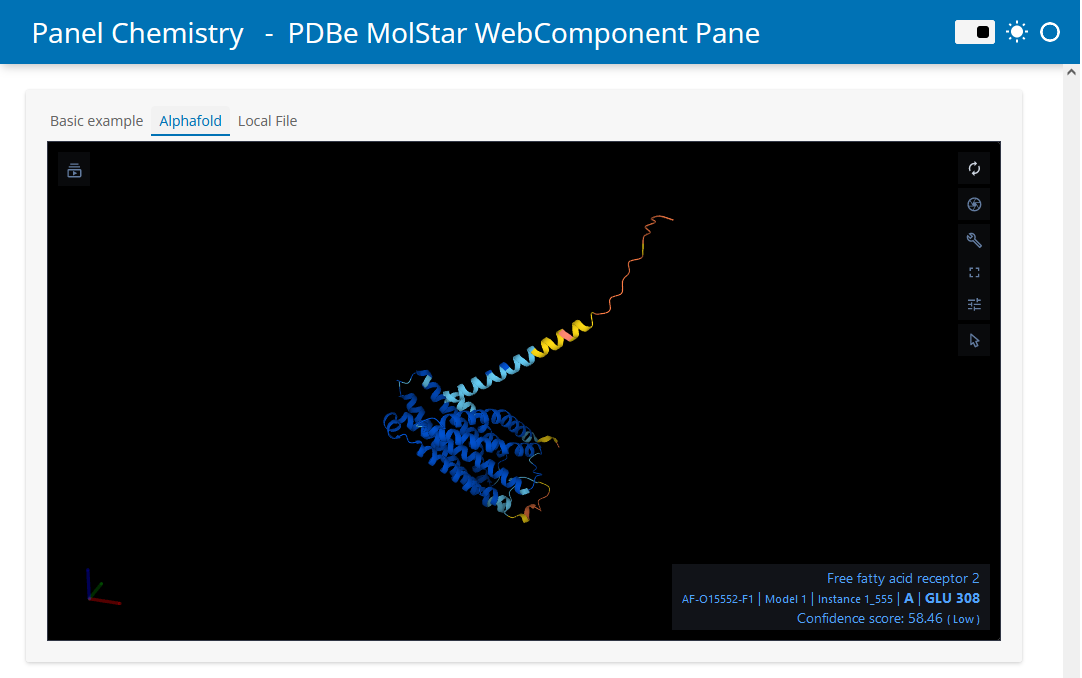 Panel Chemistry - PDBe MolStar WebComponent Pane
Basic example Alphafold Local File
Free fatty acid receptor 2
AF-O15552-F1 | Model 1 | Instance 1_555 | A | GLU 308
Confidence score: 58.46 ( Low )